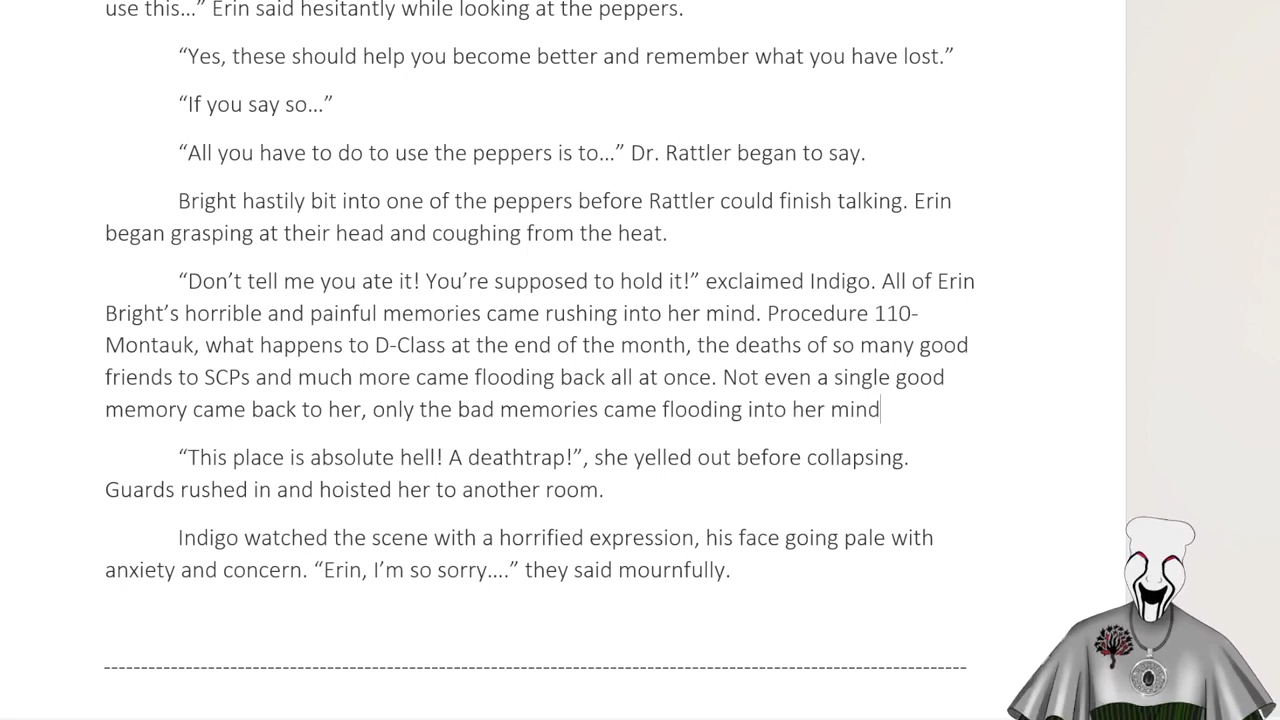 use this…” Erin said hesitantly while looking at the peppers.
“Yes, these should help you become better and remember what you have lost.”
“If you say so…”
“All you have to do to use the peppers is to…” Dr. Rattler began to say.
Bright hastily bit into one of the peppers before Rattler could finish talking. Erin
began grasping at their head and coughing from the heat.
“Don’t tell me you ate it! You’re supposed to hold it!” exclaimed Indigo. All of Erin
Bright’s horrible and painful memories came rushing into her mind. Procedure 110-
Montauk, what happens to D-Class at the end of the month, the deaths of so many good
friends to SCPs and much more came flooding back all at once. Not even a single good
memory came back to her, only the bad memories came flooding into her mind
“This place is absolute hell! A deathtrap!”, she yelled out before collapsing.
Guards rushed in and hoisted her to another room.
Indigo watched the scene with a horrified expression, his face going pale with
anxiety and concern. “Erin, I’m so sorry….” they said mournfully.